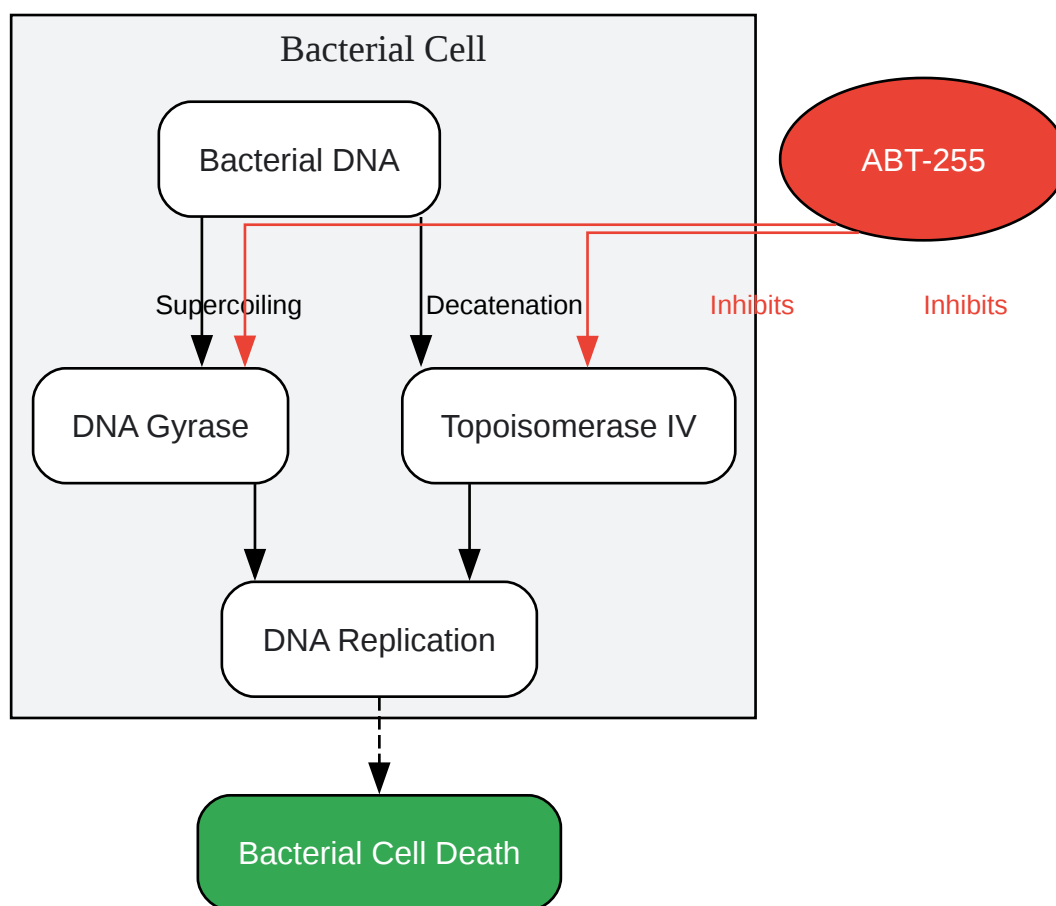 Bacterial Cell
Bacterial DNA
ABT-255
Supercoiling
Decatenation
Inhibits
Inhibits
DNA Gyrase
Topoisomerase IV
DNA Replication
Bacterial Cell Death